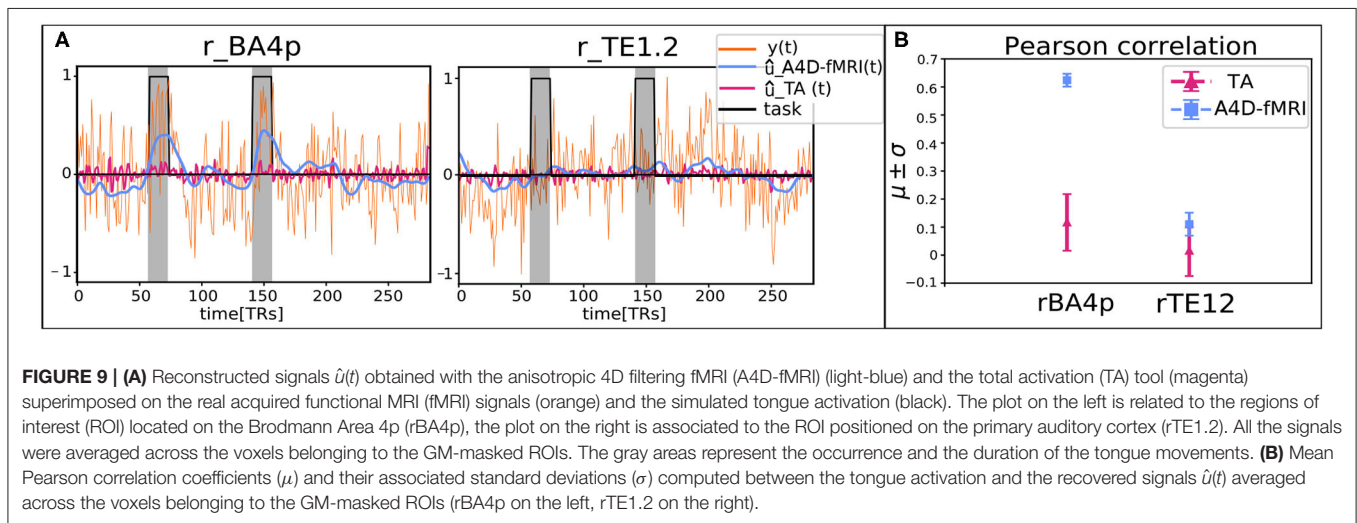 A
r_BA4p
1
0
−1
0 50 100 150 200 250
time[TRs]
r_TE1.2
1
0
−1
0 50 100 150 200 250
time[TRs]
y(t)
û_A4D-fMRI(t)
û_TA (t)
task
B
Pearson correlation
TA
A4D-fMRI
μ ± σ
0.7
0.6
0.5
0.4
0.3
0.2
0.1
0
−0.1
rBA4p rTE12
FIGURE 9 | (A) Reconstructed signals û(t) obtained with the anisotropic 4D filtering fMRI (A4D-fMRI) (light-blue) and the total activation (TA) tool (magenta)
superimposed on the real acquired functional MRI (fMRI) signals (orange) and the simulated tongue activation (black). The plot on the left is related to the regions of
interest (ROI) located on the Brodmann Area 4p (rBA4p), the plot on the right is associated to the ROI positioned on the primary auditory cortex (rTE1.2). All the signals
were averaged across the voxels belonging to the GM-masked ROIs. The gray areas represent the occurrence and the duration of the tongue movements. (B) Mean
Pearson correlation coefficients (μ) and their associated standard deviations (σ) computed between the tongue activation and the recovered signals û(t) averaged
across the voxels belonging to the GM-masked ROIs (rBA4p on the left, rTE1.2 on the right).